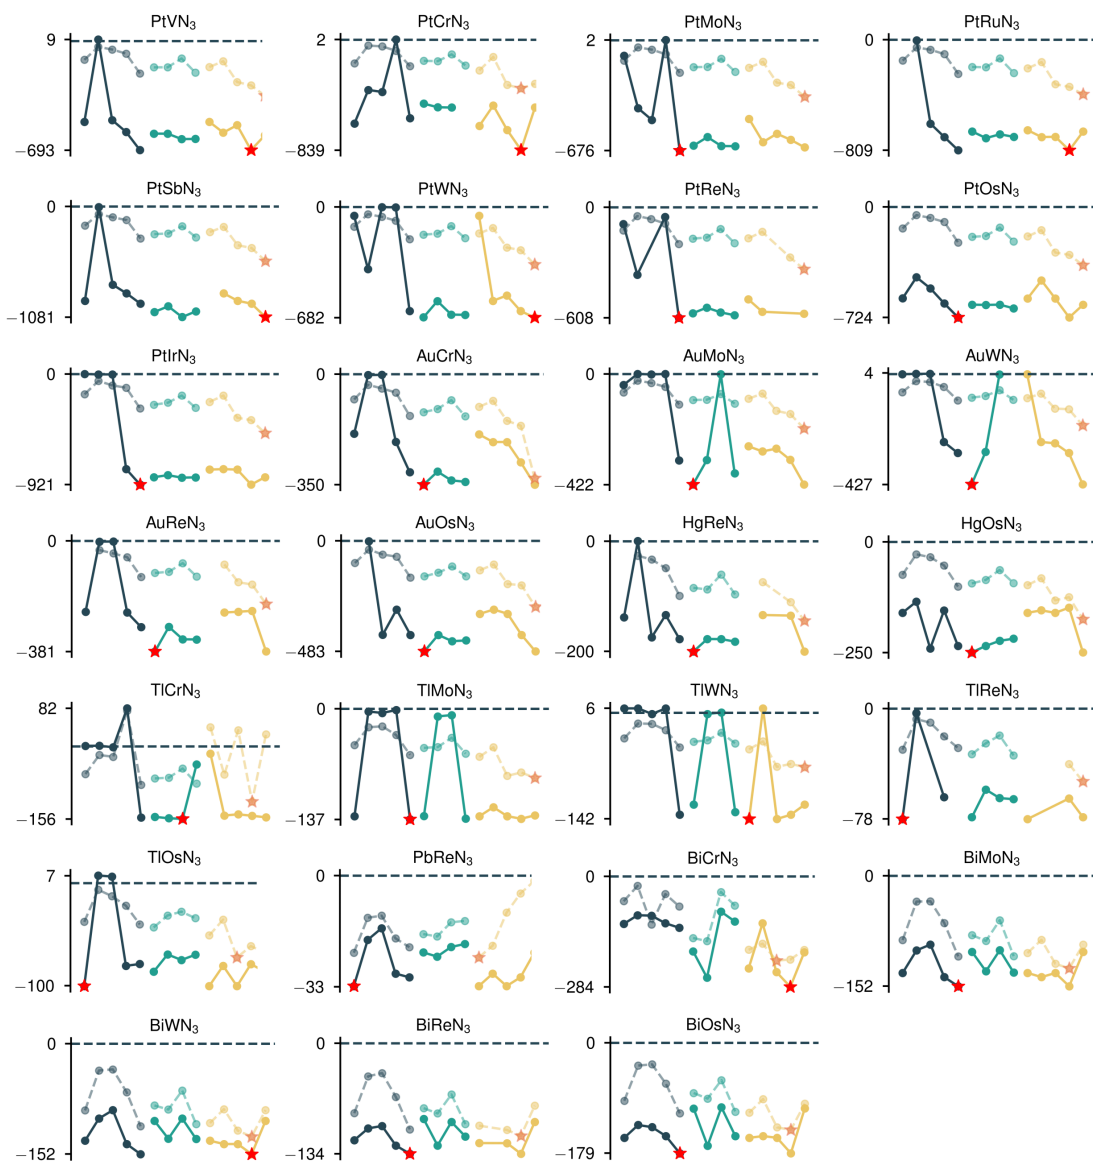 PtVN₃
PtCrN₃
PtMoN₃
PtRuN₃
9
−693
2
−839
2
−676
0
−809
PtSbN₃
PtWN₃
PtReN₃
PtOsN₃
0
−1081
0
−682
0
−608
0
−724
PtIrN₃
AuCrN₃
AuMoN₃
AuWN₃
0
−921
0
−350
0
−422
4
−427
AuReN₃
AuOsN₃
HgReN₃
HgOsN₃
0
−381
0
−483
0
−200
0
−250
TlCrN₃
TlMoN₃
TlWN₃
TlReN₃
82
−156
0
−137
6
−142
0
−78
TlOsN₃
PbReN₃
BiCrN₃
BiMoN₃
7
−100
0
−33
0
−284
0
−152
BiWN₃
BiReN₃
BiOsN₃
0
−152
0
−134
0
−179